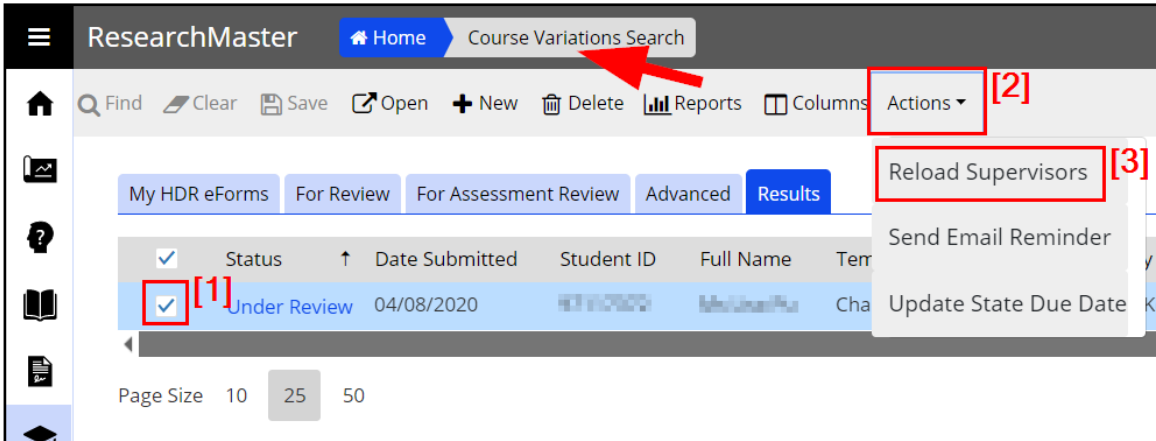 ResearchMaster Home Course Variations Search
Find Clear Save Open New Delete Reports Columns Actions [2]
Reload Supervisors [3]
Send Email Reminder
Update State Due Date
My HDR eForms For Review For Assessment Review Advanced Results
Status Date Submitted Student ID Full Name
[1] Under Review 04/08/2020
Page Size 10 25 50